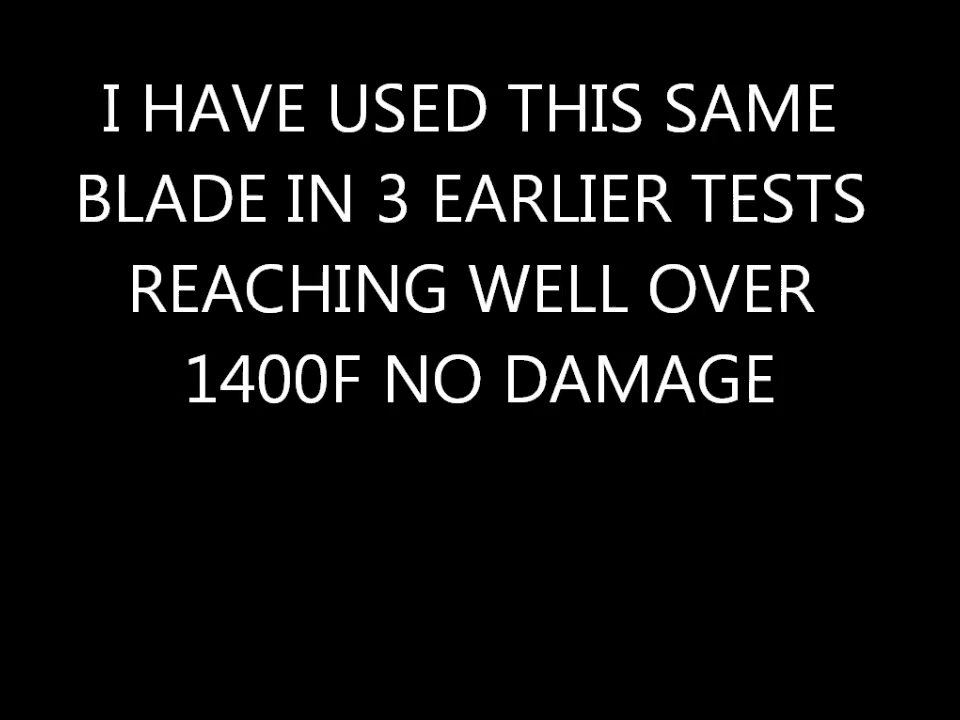 I HAVE USED THIS SAME
BLADE IN 3 EARLIER TESTS
REACHING WELL OVER
1400F NO DAMAGE